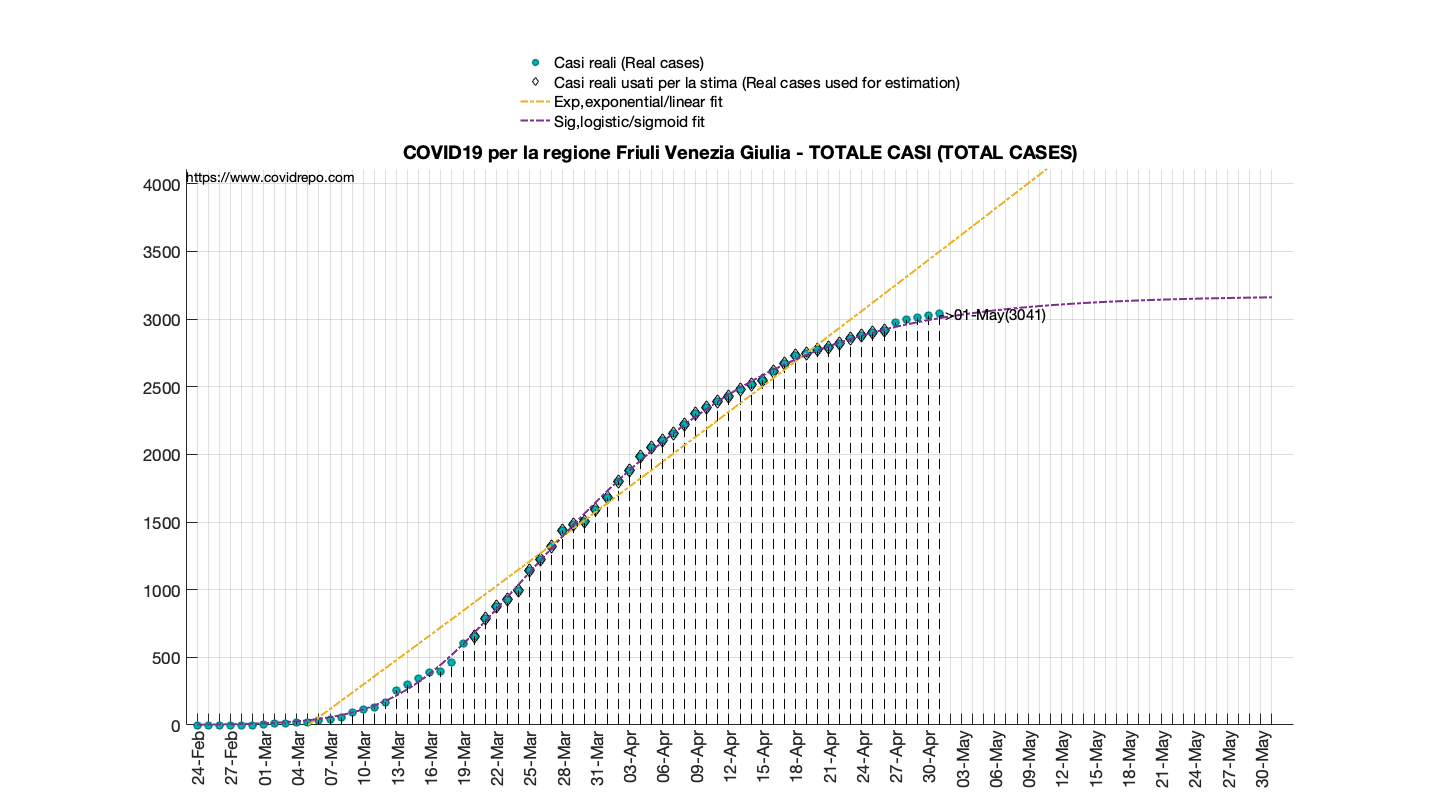 Casi reali (Real cases)
Casi reali usati per la stima (Real cases used for estimation)
Exp,exponential/linear fit
Sig,logistic/sigmoid fit
COVID19 per la regione Friuli Venezia Giulia - TOTALE CASI (TOTAL CASES)
https://www.covidrepo.com
4000
3500
3000
2500
2000
1500
1000
500
0
->01-May(3041)
24-Feb
27-Feb
01-Mar
04-Mar
07-Mar
10-Mar
13-Mar
16-Mar
19-Mar
22-Mar
25-Mar
28-Mar
31-Mar
03-Apr
06-Apr
09-Apr
12-Apr
15-Apr
18-Apr
21-Apr
24-Apr
27-Apr
30-Apr
03-May
06-May
09-May
12-May
15-May
18-May
21-May
24-May
27-May
30-May